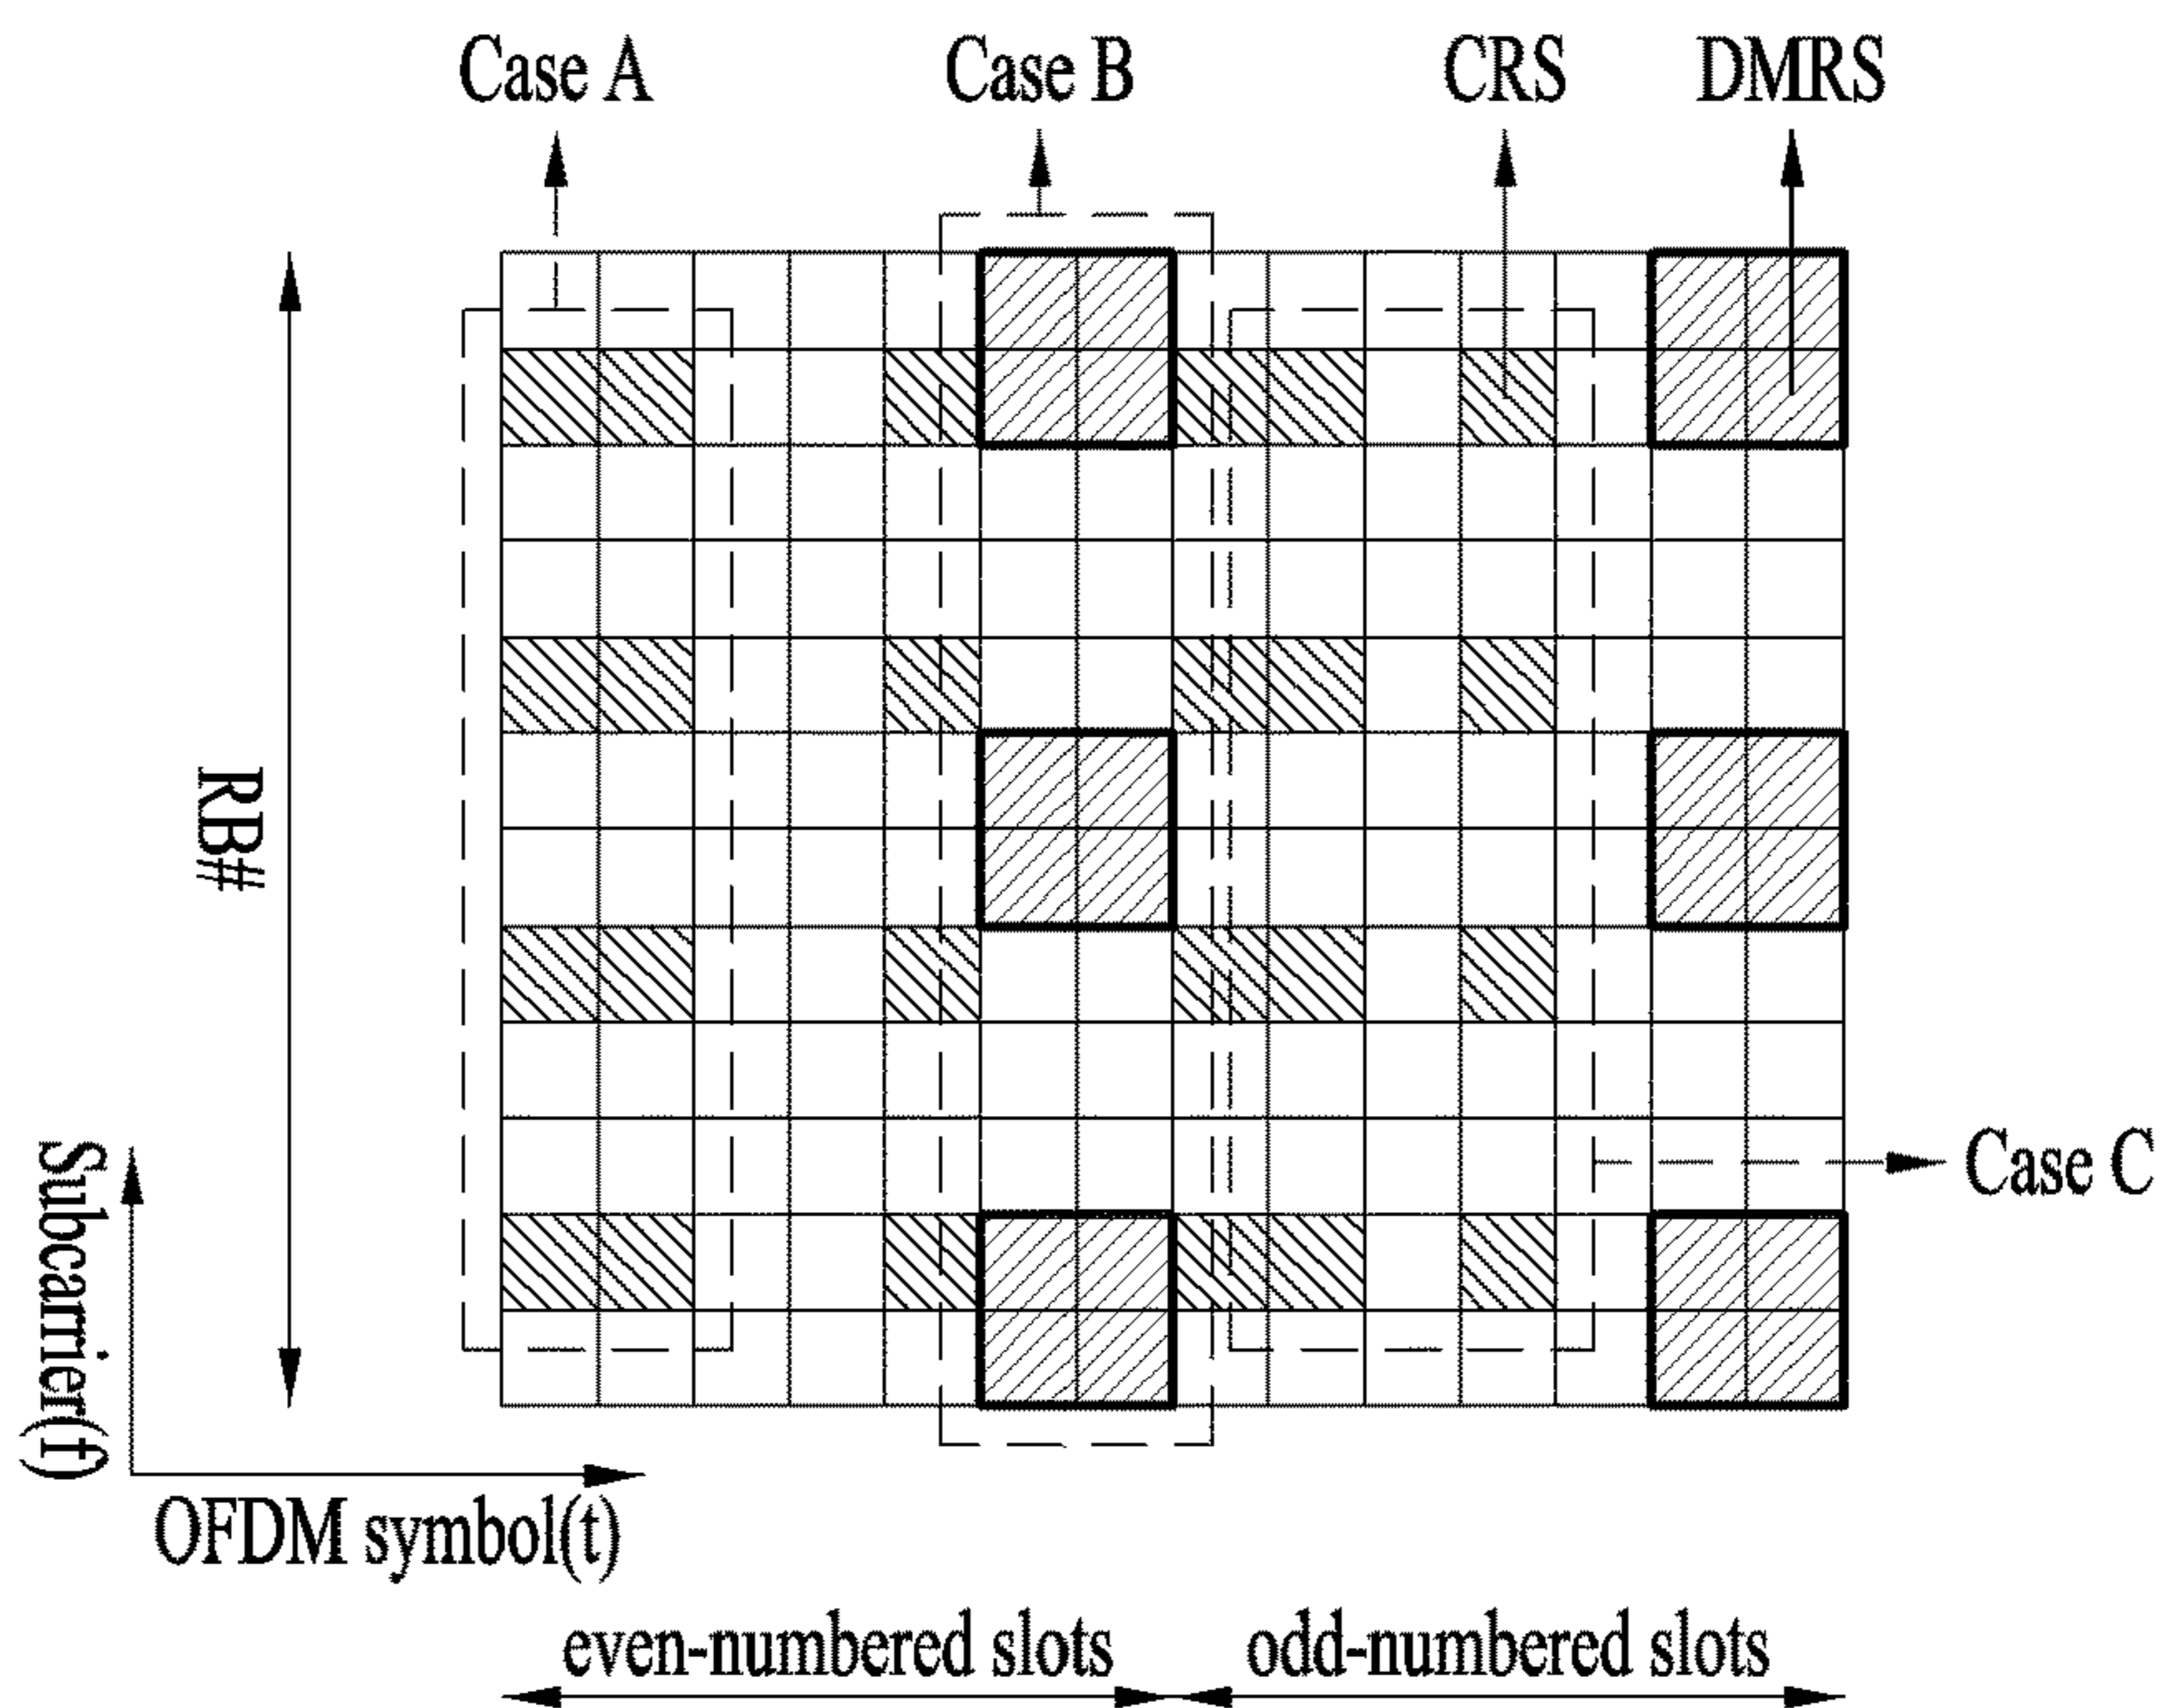 Case A
Case B
CRS
DMRS
RB#
Case C
Subcarrier(f)
OFDM symbol(t)
even-numbered slots
odd-numbered slots